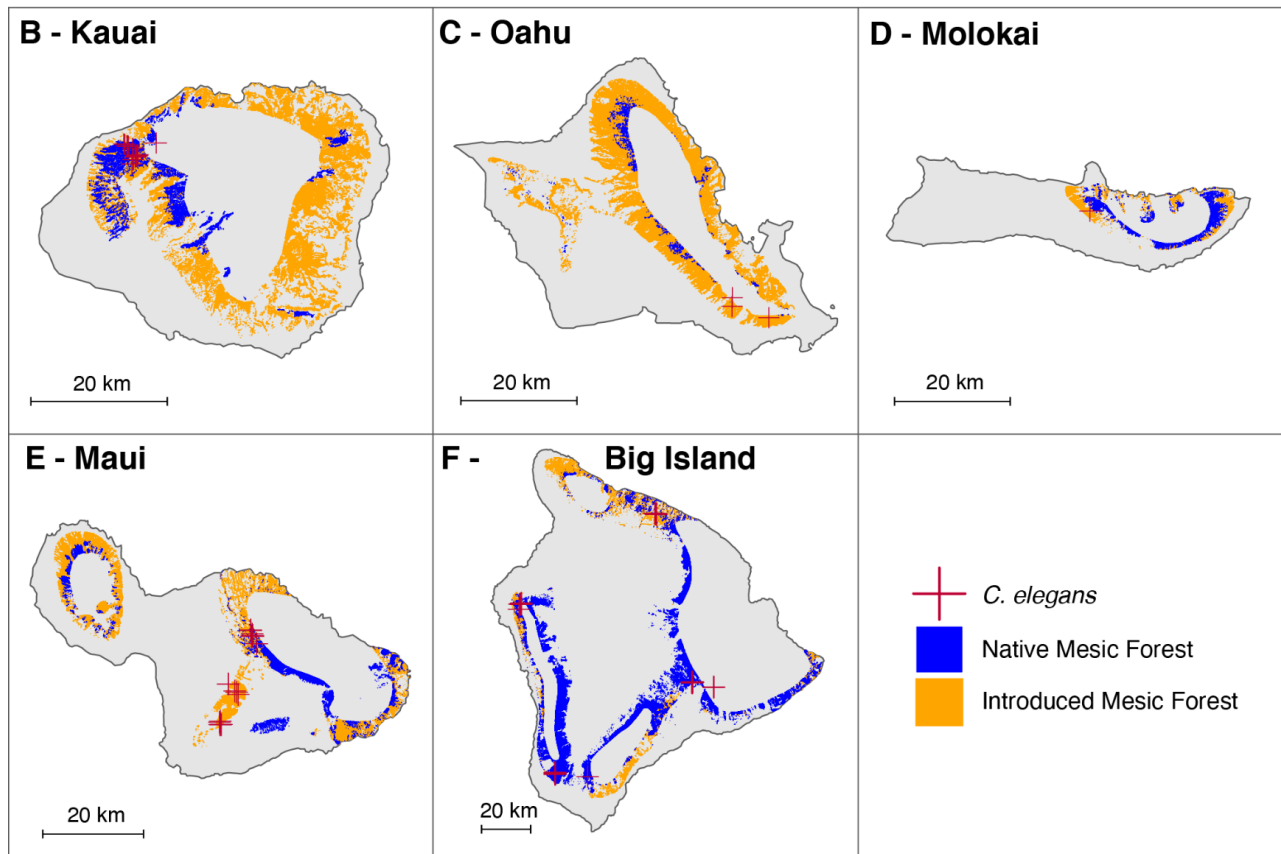 B - Kauai
C - Oahu
D - Molokai
20 km
20 km
20 km
E - Maui
F - Big Island
20 km
20 km
C. elegans
Native Mesic Forest
Introduced Mesic Forest